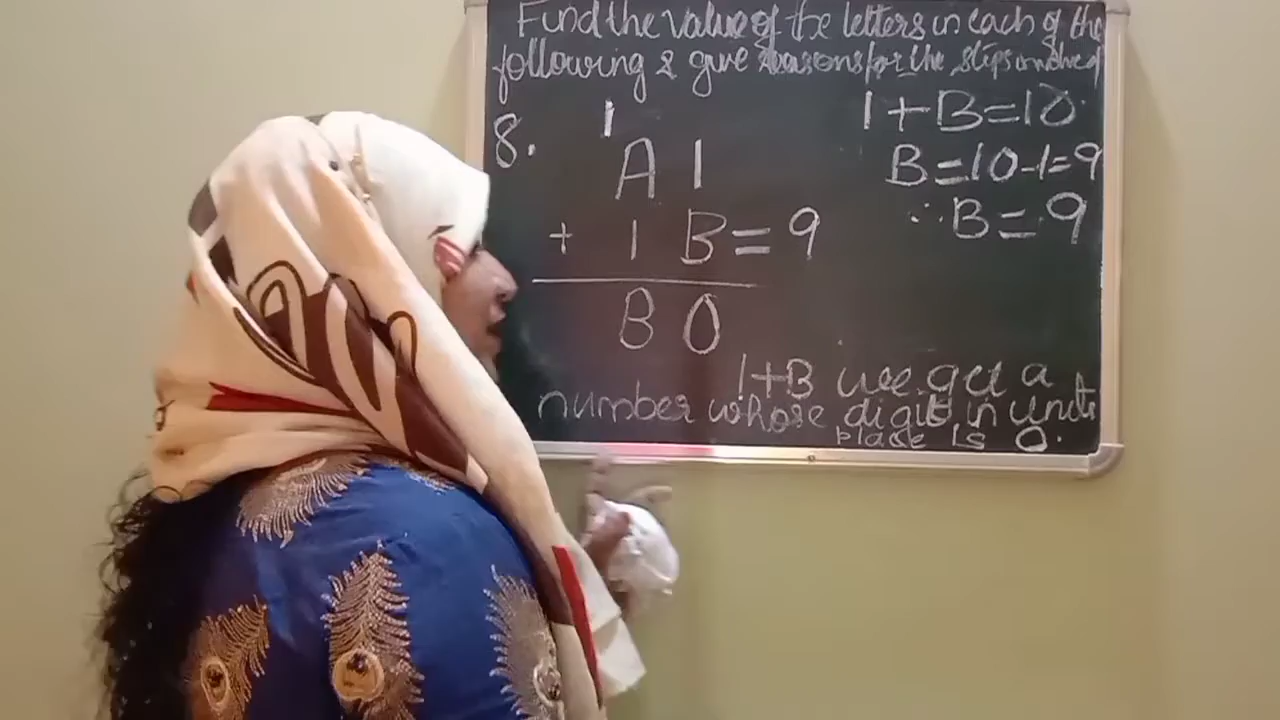 Find the value of the letters in each of the
following & give reasons for the steps involved
1 + B = 10
B = 10 - 1 = 9
∴ B = 9
8.
1
A 1
+ 1 B = 9
B 0
1 + B we get a
number whose digit in units
place is 0.